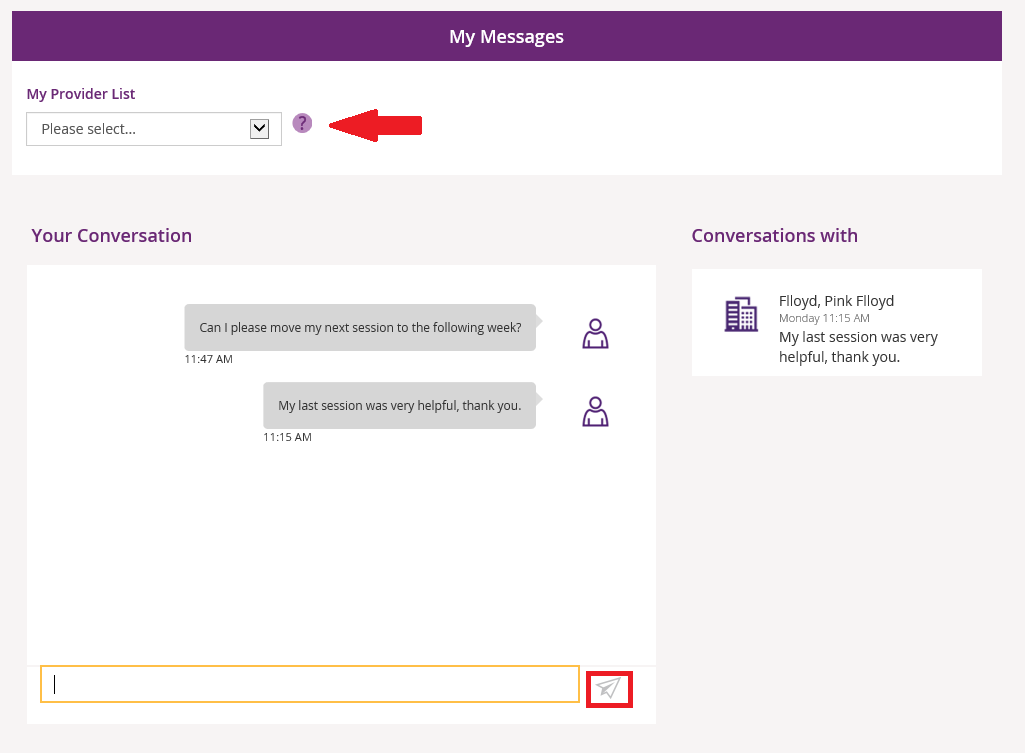 My Messages
My Provider List
Please select...
?
Your Conversation
Can I please move my next session to the following week?
11:47 AM
My last session was very helpful, thank you.
11:15 AM
Conversations with
Flloyd, Pink Flloyd
Monday 11:15 AM
My last session was very
helpful, thank you.